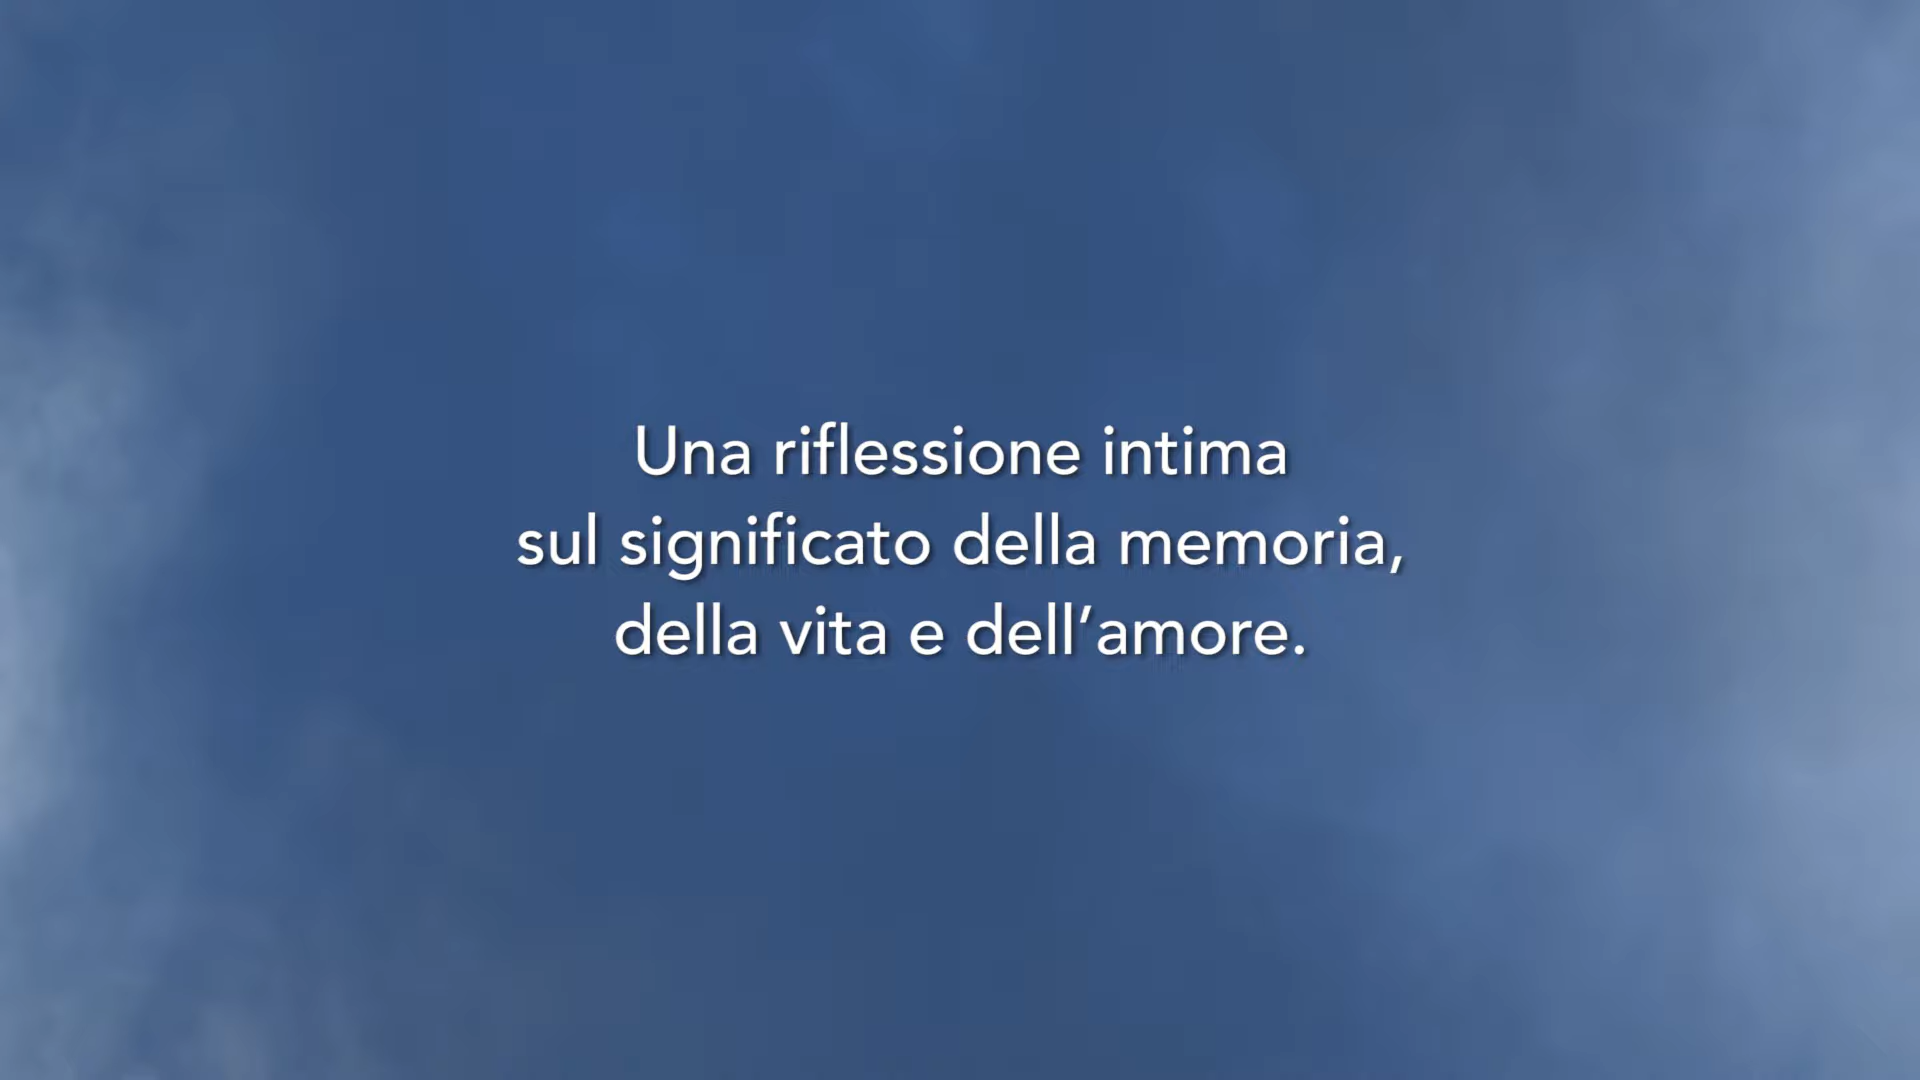 Una riflessione intima
sul significato della memoria,
della vita e dell’amore.